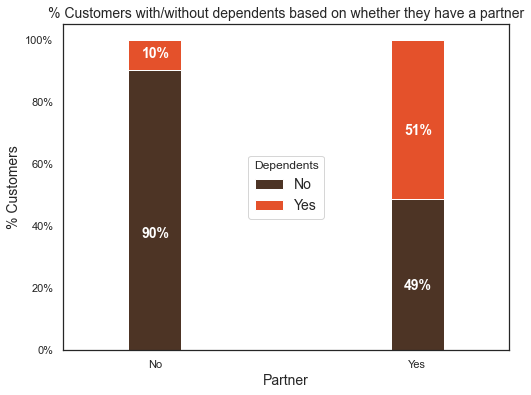 % Customers with/without dependents based on whether they have a partner
100%
80%
60%
40%
20%
0%
% Customers
10%
90%
51%
49%
Dependents
No
Yes
No
Yes
Partner